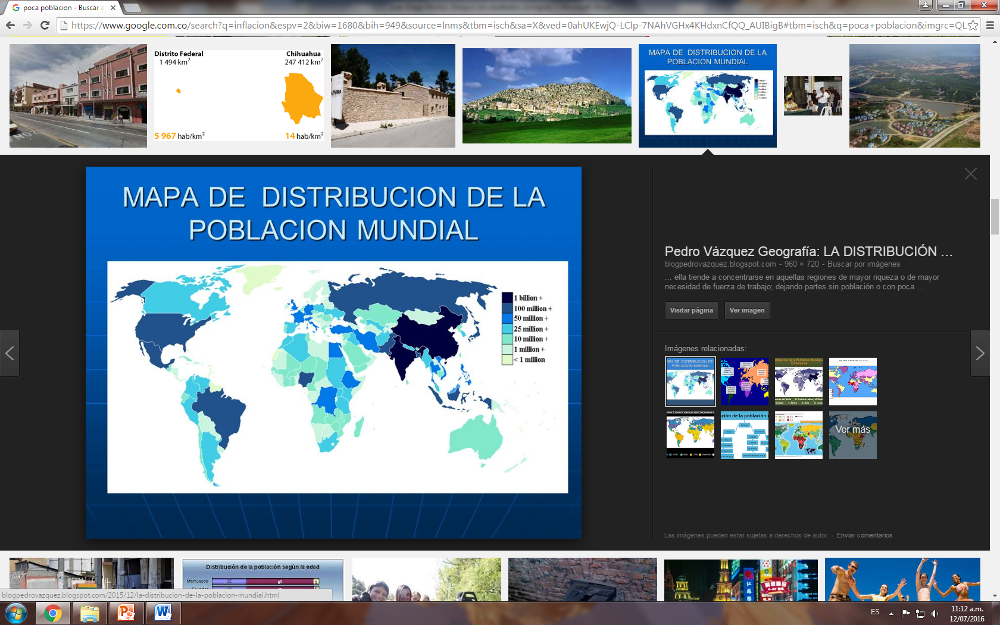 poca poblacion - Buscar c
https://www.google.com.co/search?q=inflacion&espv=2&biw=1680&bih=949&source=lnms&tbm=isch&sa=X&ved=0ahUKEwjQ-LClp-7NAhVGHx4KHdxnCfQQ_AUIBigB#tbm=isch&q=poca+poblacion&imgrc=QL
Distrito Federal
1 494 km²
Chihuahua
247 412 km²
5 967 hab/km²
14 hab/km²
MAPA DE DISTRIBUCION DE LA
POBLACION MUNDIAL
MAPA DE DISTRIBUCION DE LA
POBLACION MUNDIAL
1 billion +
100 million +
50 million +
25 million +
10 million +
1 million +
< 1 million
Pedro Vázquez Geografía: LA DISTRIBUCIÓN ...
blogpedrovazquez.blogspot.com - 960 × 720 - Buscar por imágenes
... ella tiende a concentrarse en aquellas regiones de mayor riqueza o de mayor
necesidad de fuerza de trabajo; dejando partes sin población o con poca ...
Visitar página
Ver imagen
Imágenes relacionadas:
Ver más
Las imágenes pueden estar sujetas a derechos de autor. - Enviar comentarios
Distribución de la población según la edad
Marruecos
32
63
blogpedrovazquez.blogspot.com/2015/12/la-distribucion-de-la-poblacion-mundial.html
ES
11:12 a.m.
12/07/2016